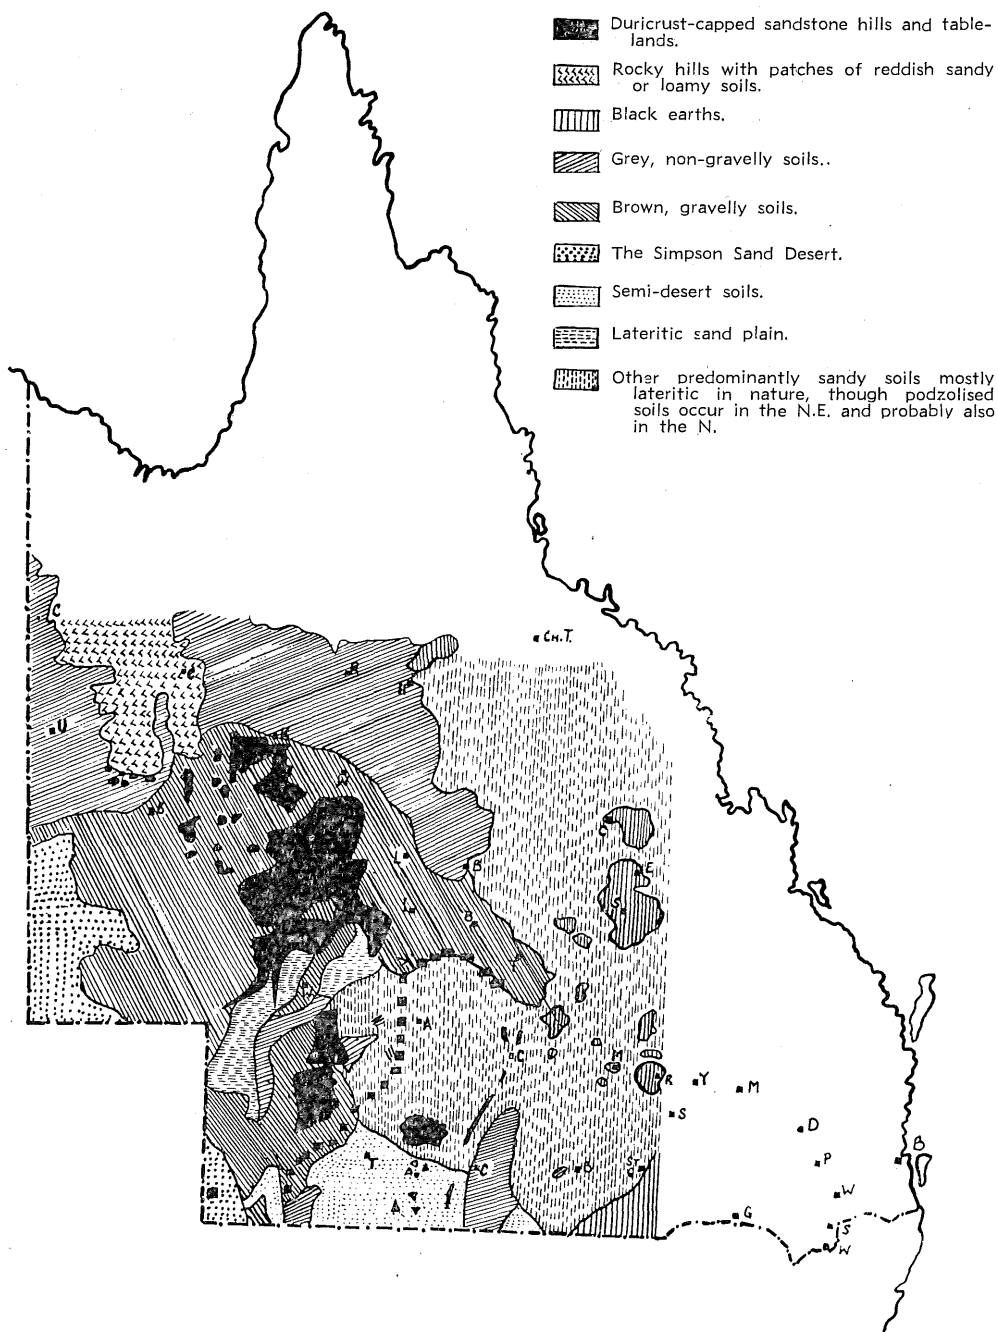 Duricrust-capped sandstone hills and table-
lands.
Rocky hills with patches of reddish sandy
or loamy soils.
Black earths.
Grey, non-gravelly soils..
Brown, gravelly soils.
The Simpson Sand Desert.
Semi-desert soils.
Lateritic sand plain.
Other predominantly sandy soils mostly
lateritic in nature, though podzolised
soils occur in the N.E. and probably also
in the N.
C
CH.T.
C
R
H
U
K
B
L
B
C
E
S
B
A
C
M
R
Y
M
S
D
P
B
W
T
A
C
B
ST
G
A
S
W